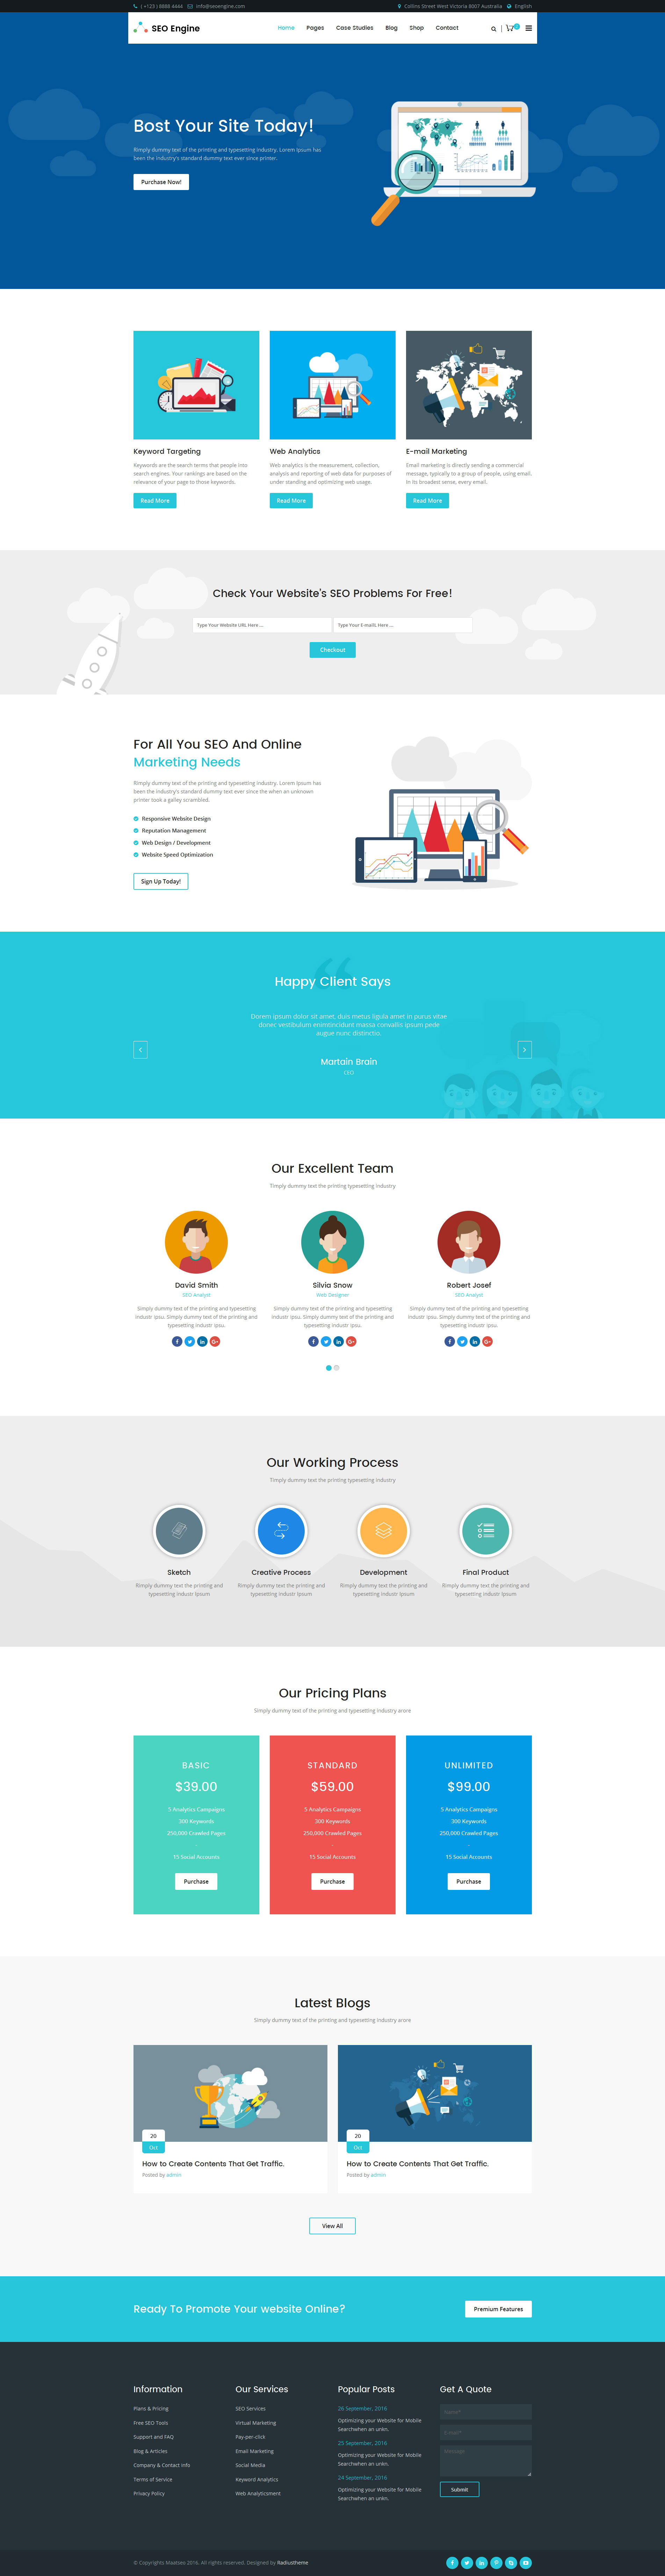 ( +123 ) 8888 4444 info@seoengine.com Collins Street West Victoria 8007 Australia English
SEO Engine Home Pages Case Studies Blog Shop Contact
Bost Your Site Today!
Rimply dummy text of the printing and typesetting industry. Lorem Ipsum has
been the industry's standard dummy text ever since printer.
Purchase Now!
Keyword Targeting
Keywords are the search terms that people into
search engines. Your rankings are based on the
relevance of your page to those keywords.
Read More
Web Analytics
Web analytics is the measurement, collection,
analysis and reporting of web data for purposes of
under standing and optimizing web usage.
Read More
E-mail Marketing
Email marketing is directly sending a commercial
message, typically to a group of people, using email.
In its broadest sense, every email.
Read More
Check Your Website's SEO Problems For Free!
Type Your Website URL Here ...
Type Your E-mailL Here ...
Checkout
For All You SEO And Online
Marketing Needs
Rimply dummy text of the printing and typesetting industry. Lorem Ipsum has
been the industry's standard dummy text ever since the when an unknown
printer took a galley scrambled.
Responsive Website Design
Reputation Management
Web Design / Development
Website Speed Optimization
Sign Up Today!
Happy Client Says
Dorem ipsum dolor sit amet, duis metus ligula amet in purus vitae
donec vestibulum enimtincidunt massa convallis ipsum pede
augue nunc distinctio.
Martain Brain
CEO
Our Excellent Team
Timply dummy text the printing typesetting industry
David Smith
SEO Analyst
Simply dummy text of the printing and typesetting
industr Ipsu. Simply dummy text of the printing and
typesetting industr Ipsu.
Silvia Snow
Web Designer
Simply dummy text of the printing and typesetting
industr Ipsu. Simply dummy text of the printing and
typesetting industr Ipsu.
Robert Josef
SEO Analyst
Simply dummy text of the printing and typesetting
industr Ipsu. Simply dummy text of the printing and
typesetting industr Ipsu.
Our Working Process
Timply dummy text the printing typesetting industry
Sketch
Rimply dummy text the printing and
typesetting industr Ipsum
Creative Process
Rimply dummy text the printing and
typesetting industr Ipsum
Development
Rimply dummy text the printing and
typesetting industr Ipsum
Final Product
Rimply dummy text the printing and
typesetting industr Ipsum
Our Pricing Plans
Simply dummy text of the printing and typesetting industry arore
BASIC
$39.00
5 Analytics Campaigns
300 Keywords
250,000 Crawled Pages
-
15 Social Accounts
Purchase
STANDARD
$59.00
5 Analytics Campaigns
300 Keywords
250,000 Crawled Pages
-
15 Social Accounts
Purchase
UNLIMITED
$99.00
5 Analytics Campaigns
300 Keywords
250,000 Crawled Pages
-
15 Social Accounts
Purchase
Latest Blogs
Simply dummy text of the printing and typesetting industry arore
20
Oct
How to Create Contents That Get Traffic.
Posted by admin
20
Oct
How to Create Contents That Get Traffic.
Posted by admin
View All
Ready To Promote Your website Online?
Premium Features
Information
Plans & Pricing
Free SEO Tools
Support and FAQ
Blog & Articles
Company & Contact Info
Terms of Service
Privacy Policy
Our Services
SEO Services
Virtual Marketing
Pay-per-click
Email Marketing
Social Media
Keyword Analytics
Web Analyticsment
Popular Posts
26 September, 2016
Optimizing your Website for Mobile
Searchwhen an unkn.
25 September, 2016
Optimizing your Website for Mobile
Searchwhen an unkn.
24 September, 2016
Optimizing your Website for Mobile
Searchwhen an unkn.
Get A Quote
Name*
E-mail*
Message
Submit
© Copyrights Maatseo 2016. All rights reserved. Designed by Radiustheme